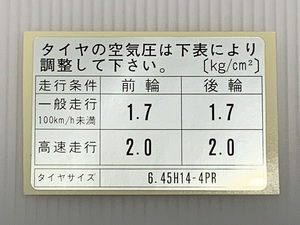 タイヤの空気圧は下表により
調整して下さい。 〔kg/cm²〕
走行条件 前輪 後輪
一般走行 1.7 1.7
100km/h未満
高速走行 2.0 2.0
タイヤサイズ 6.45H14-4PR